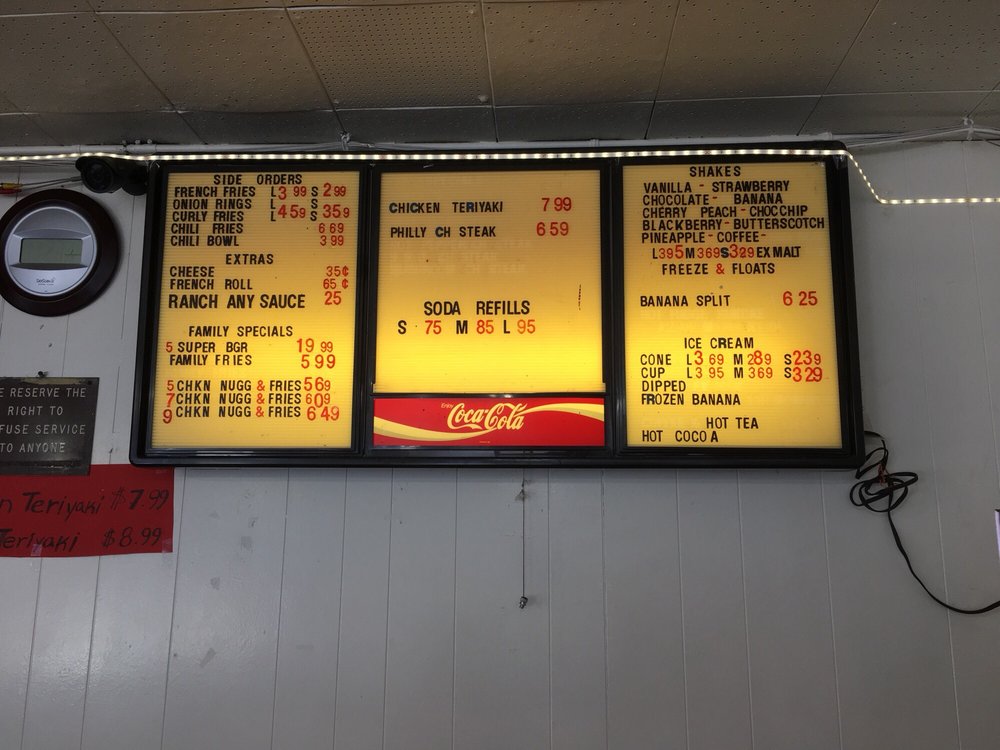 SIDE ORDERS
FRENCH FRIES L 3 99 S 2 99
ONION RINGS L S
CURLY FRIES L 4 59 S 3 59
CHILI FRIES 6 69
CHILI BOWL 3 99
EXTRAS
CHEESE 35¢
FRENCH ROLL 65¢
RANCH ANY SAUCE 25
FAMILY SPECIALS
5 SUPER BGR 19 99
FAMILY FRIES 5 99
5 CHKN NUGG & FRIES 5 69
7 CHKN NUGG & FRIES 6 09
9 CHKN NUGG & FRIES 6 49
CHICKEN TERIYAKI 7 99
PHILLY CH STEAK 6 59
SODA REFILLS
S 75 M 85 L 95
Enjoy
Coca-Cola
SHAKES
VANILLA - STRAWBERRY
CHOCOLATE - BANANA
CHERRY PEACH - CHOCCHIP
BLACKBERRY - BUTTERSCOTCH
PINEAPPLE - COFFEE -
L 3 95 M 3 69 S 3 29 EX MALT
FREEZE & FLOATS
BANANA SPLIT 6 25
ICE CREAM
CONE L 3 69 M 2 89 S 2 39
CUP L 3 95 M 3 69 S 3 29
DIPPED
FROZEN BANANA
HOT TEA
HOT COCOA
E RESERVE THE
RIGHT TO
FUSE SERVICE
TO ANYONE
n Teriyaki $7.99
Teriyaki $8.99